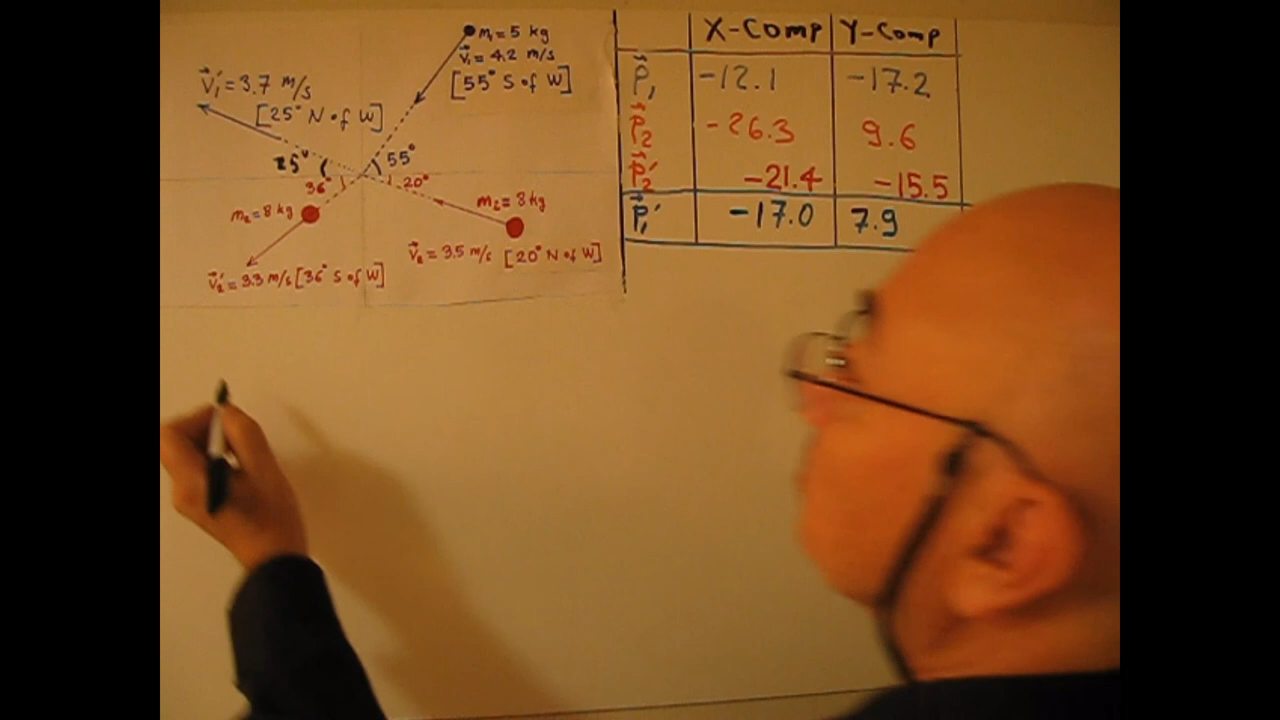 m₁ = 5 kg
v⃗₁ = 4.2 m/s
[55° S of W]
v⃗₁' = 3.7 m/s
[25° N of W]
25°
55°
36°
20°
m₂ = 8 kg
m₂ = 8 kg
v⃗₂ = 3.5 m/s [20° N of W]
v⃗₂' = 3.3 m/s [36° S of W]
X-Comp Y-Comp
P⃗₁ -12.1 -17.2
P⃗₂ -26.3 9.6
P⃗₂' -21.4 -15.5
P⃗₁' -17.0 7.9